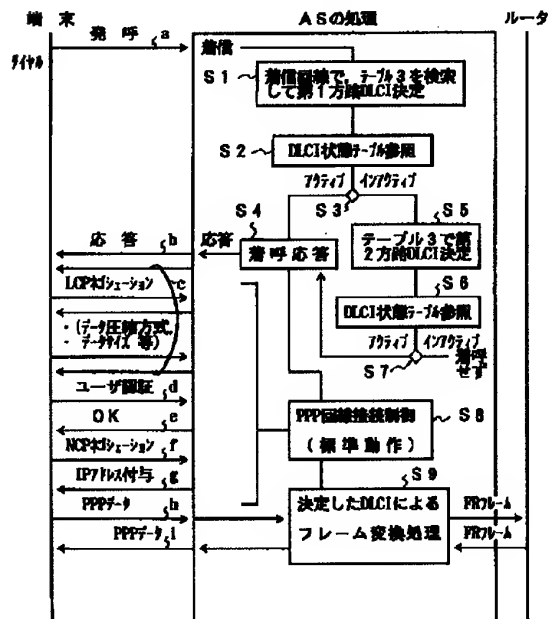 端 末
ASの処理
ルータ
発 呼 a
ダイヤル
着信
S1
着信回線で、テーブル3を検索
して第1方路DLCI決定
S2
DLCI状態テーブル参照
アクティブ インアクティブ
S3
S4
S5
応 答 b
応答
着呼応答
テーブル3で第
2方路DLCI決定
LCPネゴシェーション c
S6
DLCI状態テーブル参照
・(データ圧縮方式,
・データサイズ 等)
アクティブ インアクティブ
S7
着呼
せず
ユーザ認証 d
OK e
PPP回線接続制御
(標準動作)
S8
NCPネゴシェーション f
IPアドレス付与 g
S9
PPPデータ h
決定したDLCIによる
フレーム変換処理
FRフレーム
PPPデータ i
FRフレーム